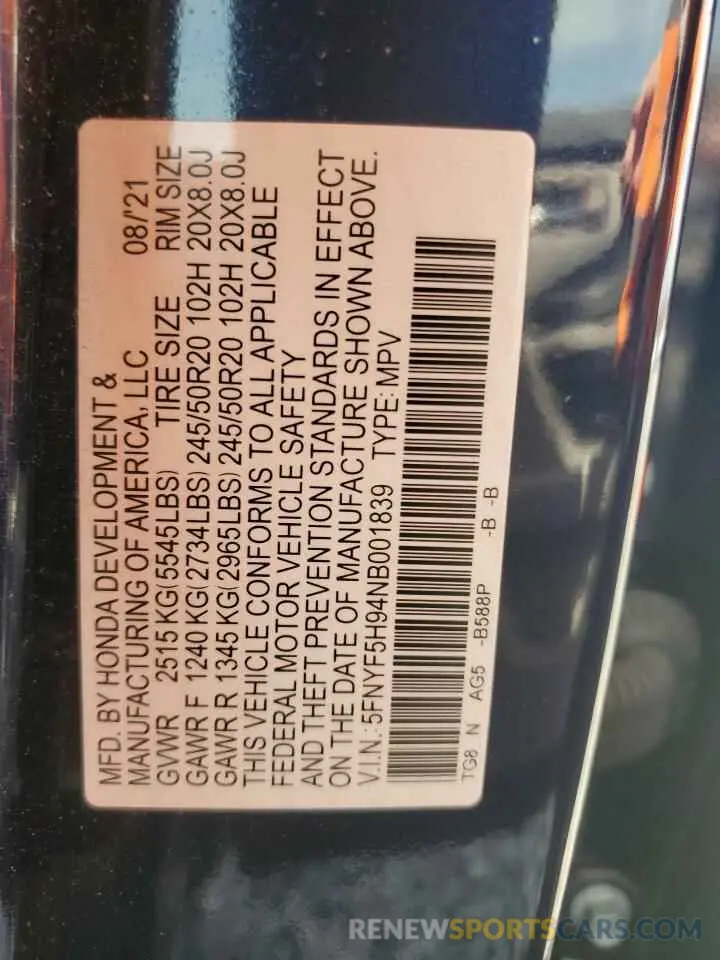 MFD. BY HONDA DEVELOPMENT &
MANUFACTURING OF AMERICA, LLC 08/'21
GVWR 2515 KG(5545LBS) TIRE SIZE RIM SIZE
GAWR F 1240 KG(2734LBS) 245/50R20 102H 20X8.0J
GAWR R 1345 KG(2965LBS) 245/50R20 102H 20X8.0J
THIS VEHICLE CONFORMS TO ALL APPLICABLE
FEDERAL MOTOR VEHICLE SAFETY
AND THEFT PREVENTION STANDARDS IN EFFECT
ON THE DATE OF MANUFACTURE SHOWN ABOVE.
V.I.N.: 5FNYF5H94NB001839 TYPE: MPV
TG8 N AG5 -B588P -B -B
RENEWSPORTSCARS.COM